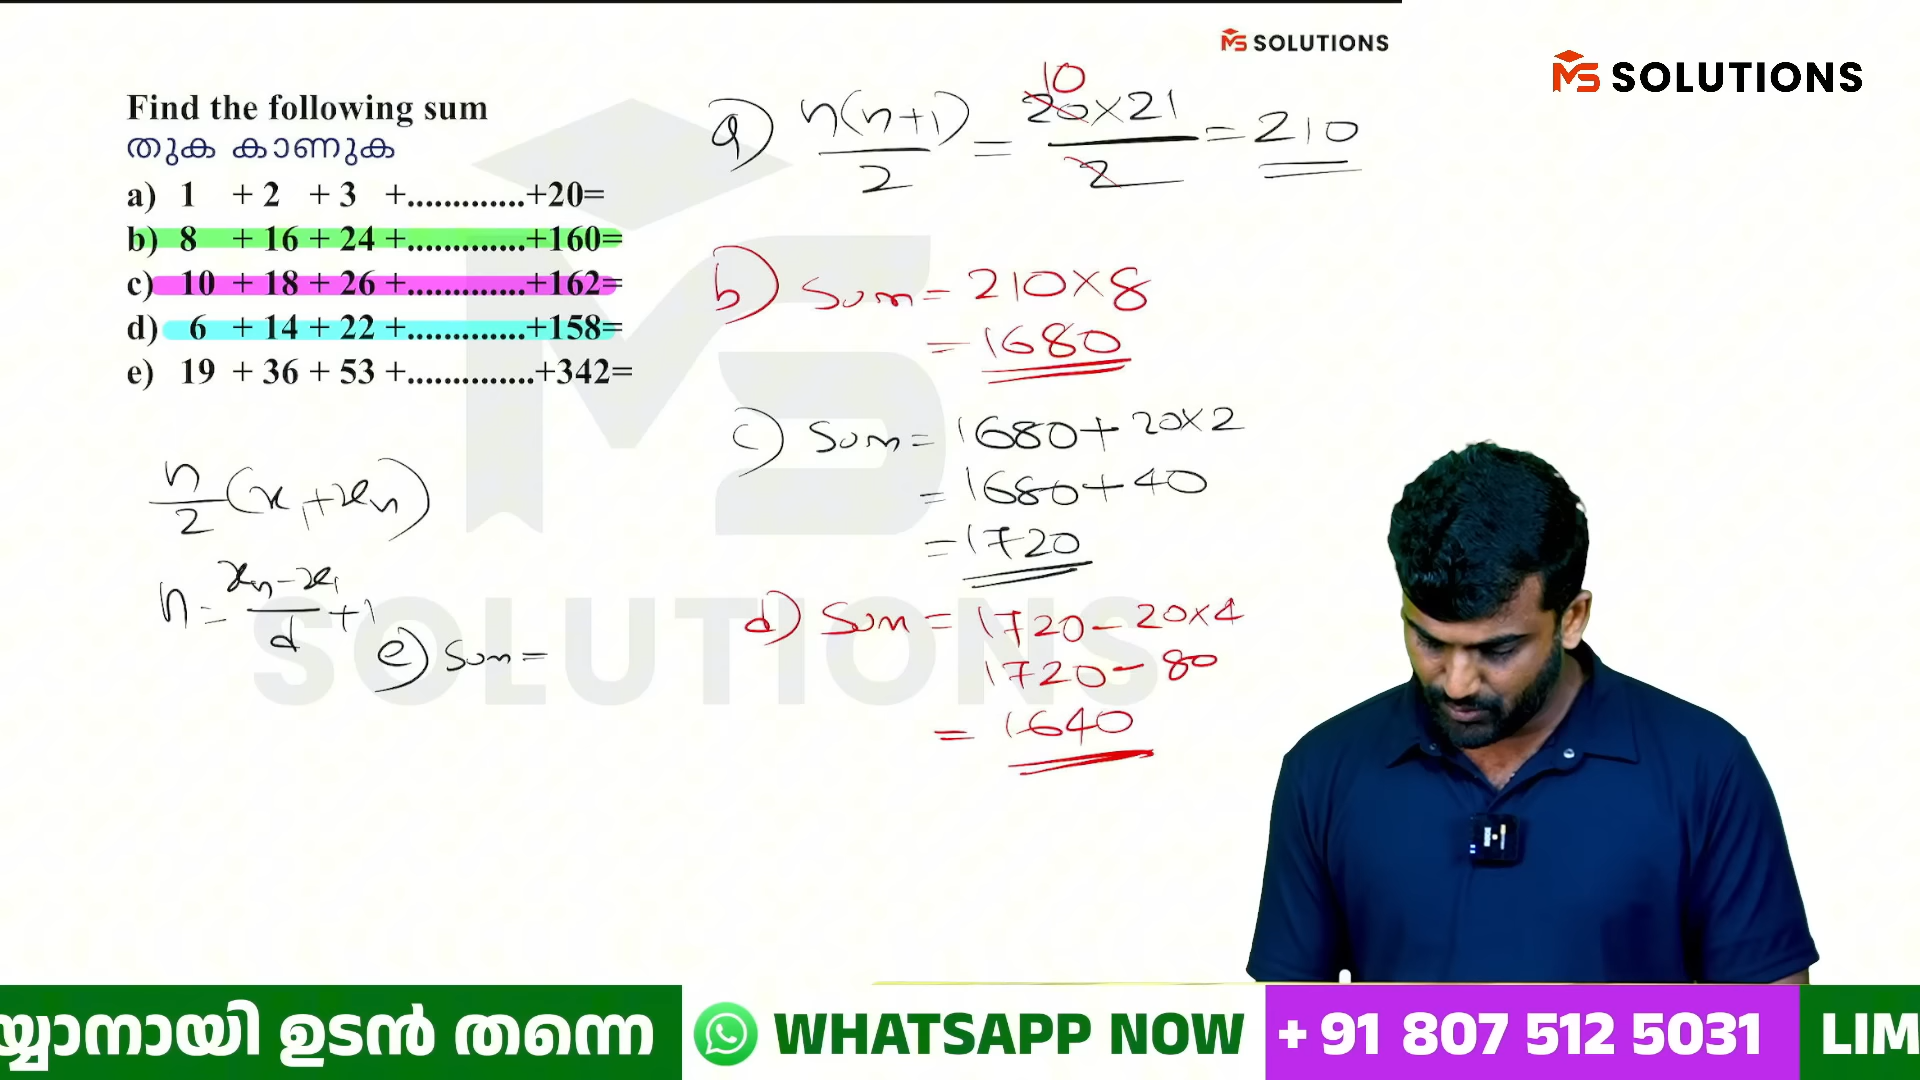 MS SOLUTIONS
MS SOLUTIONS
Find the following sum
തുക കാണുക
a) 1 + 2 + 3 +.............+20=
b) 8 + 16 + 24 +.............+160=
c) 10 + 18 + 26 +.............+162=
d) 6 + 14 + 22 +.............+158=
e) 19 + 36 + 53 +..............+342=
n/2 (x₁+xₙ)
n = (xₙ-x₁)/d + 1
e) Sum =
a) n(n+1)/2 = 20×21/2 = 210
10
b) Sum = 210×8
= 1680
c) Sum = 1680+20×2
= 1680+40
= 1720
d) Sum = 1720-20×4
1720-80
= 1640
MS
SOLUTIONS
യ്യാനായി ഉടൻ തന്നെ WHATSAPP NOW + 91 807 512 5031 LIM